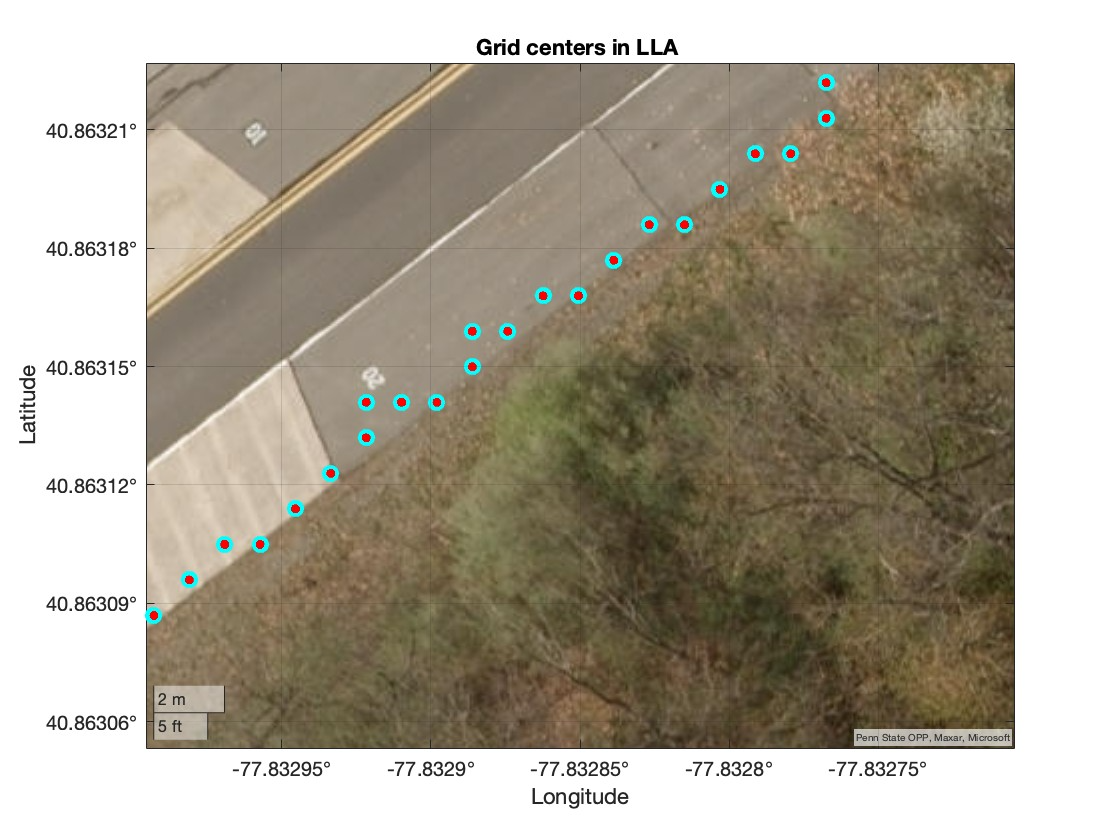 Grid centers in LLA
40.86321°
40.86318°
40.86315°
40.86312°
40.86309°
40.86306°
Latitude
10
20
2 m
5 ft
Penn State OPP, Maxar, Microsoft
-77.83295°
-77.8329°
-77.83285°
-77.8328°
-77.83275°
Longitude